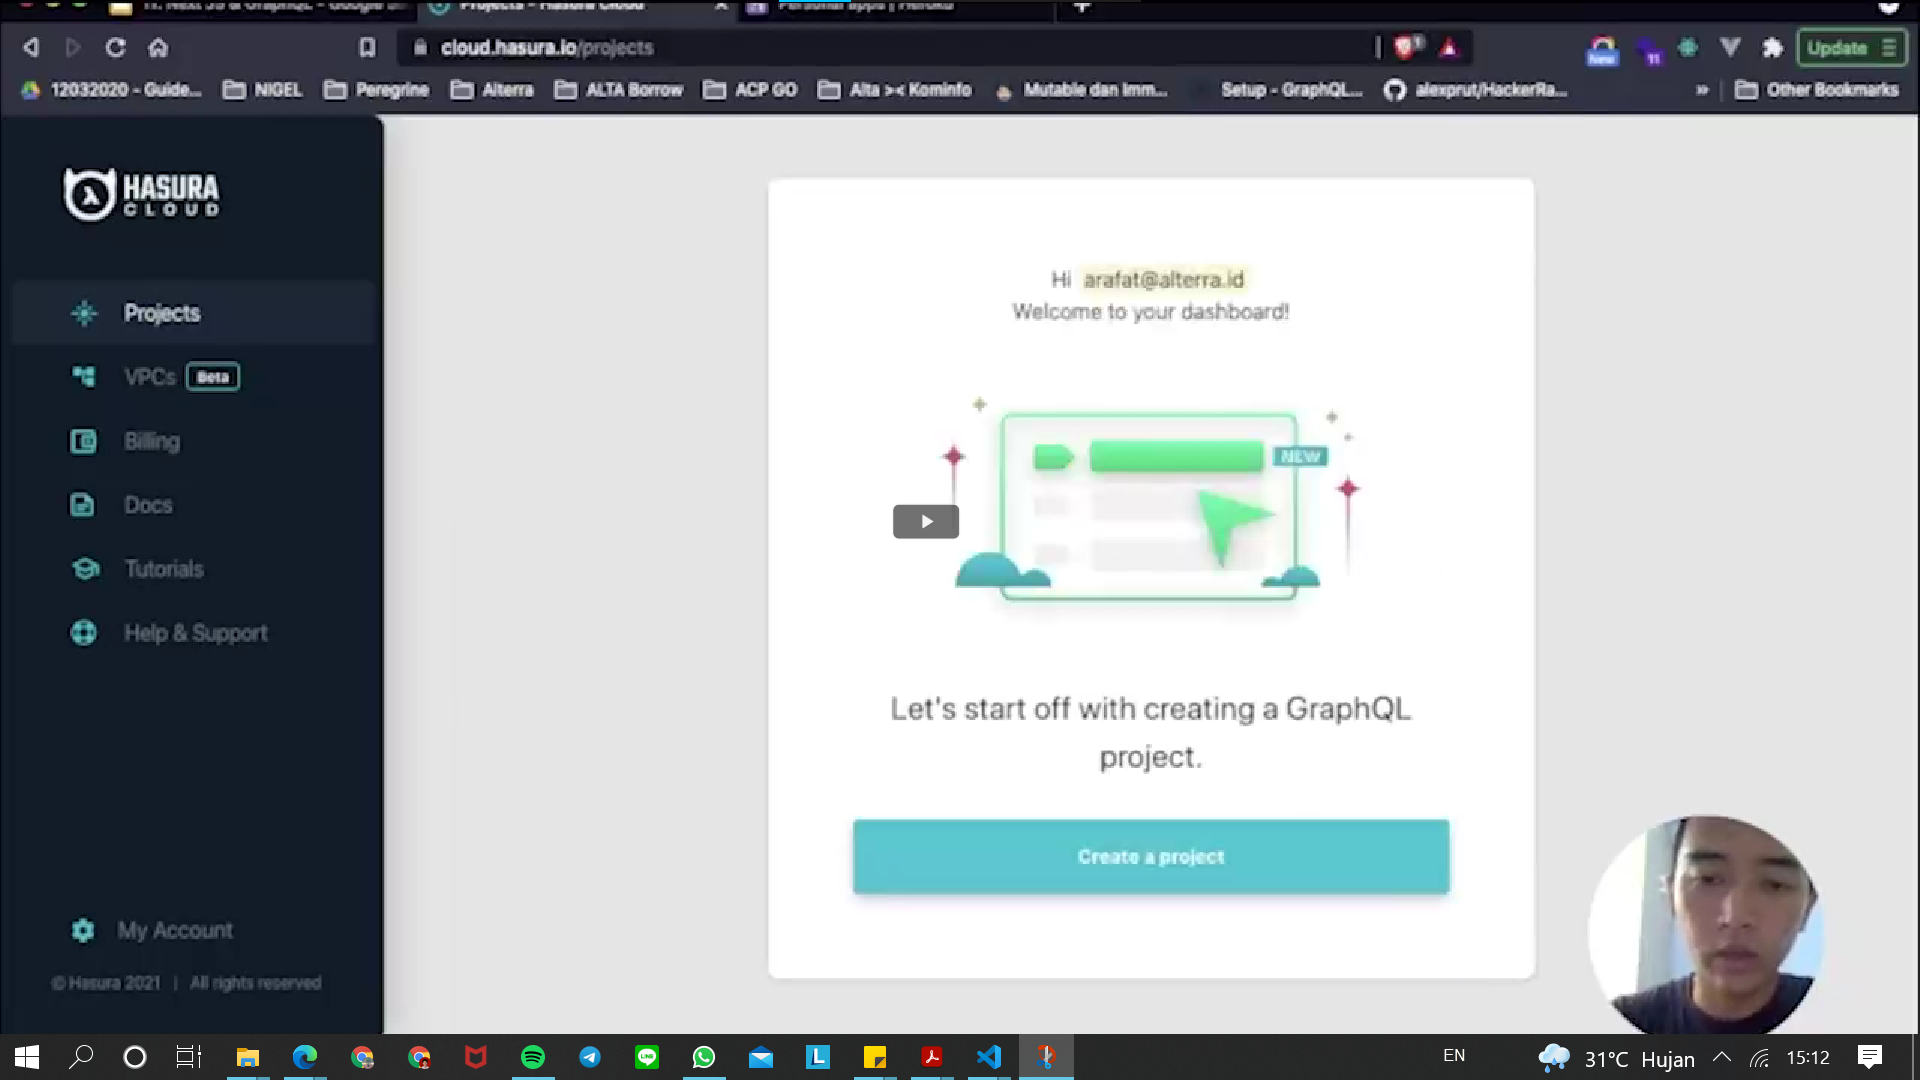 11. Next JS & GraphQL - Google S
Projects - Hasura Cloud
Personal apps | Heroku
cloud.hasura.io/projects
1
New
11
Update
12032020 - Guide...
NIGEL
Peregrine
Alterra
ALTA Borrow
ACP GO
Alta >< Kominfo
Mutable dan Imm...
Setup - GraphQL...
alexprut/HackerRa...
»
Other Bookmarks
HASURA
CLOUD
Projects
VPCs Beta
Billing
Docs
Tutorials
Help & Support
My Account
© Hasura 2021 | All rights reserved
Hi arafat@alterra.id
Welcome to your dashboard!
NEW
Let's start off with creating a GraphQL
project.
Create a project
LINE
L
EN
31°C Hujan
15:12